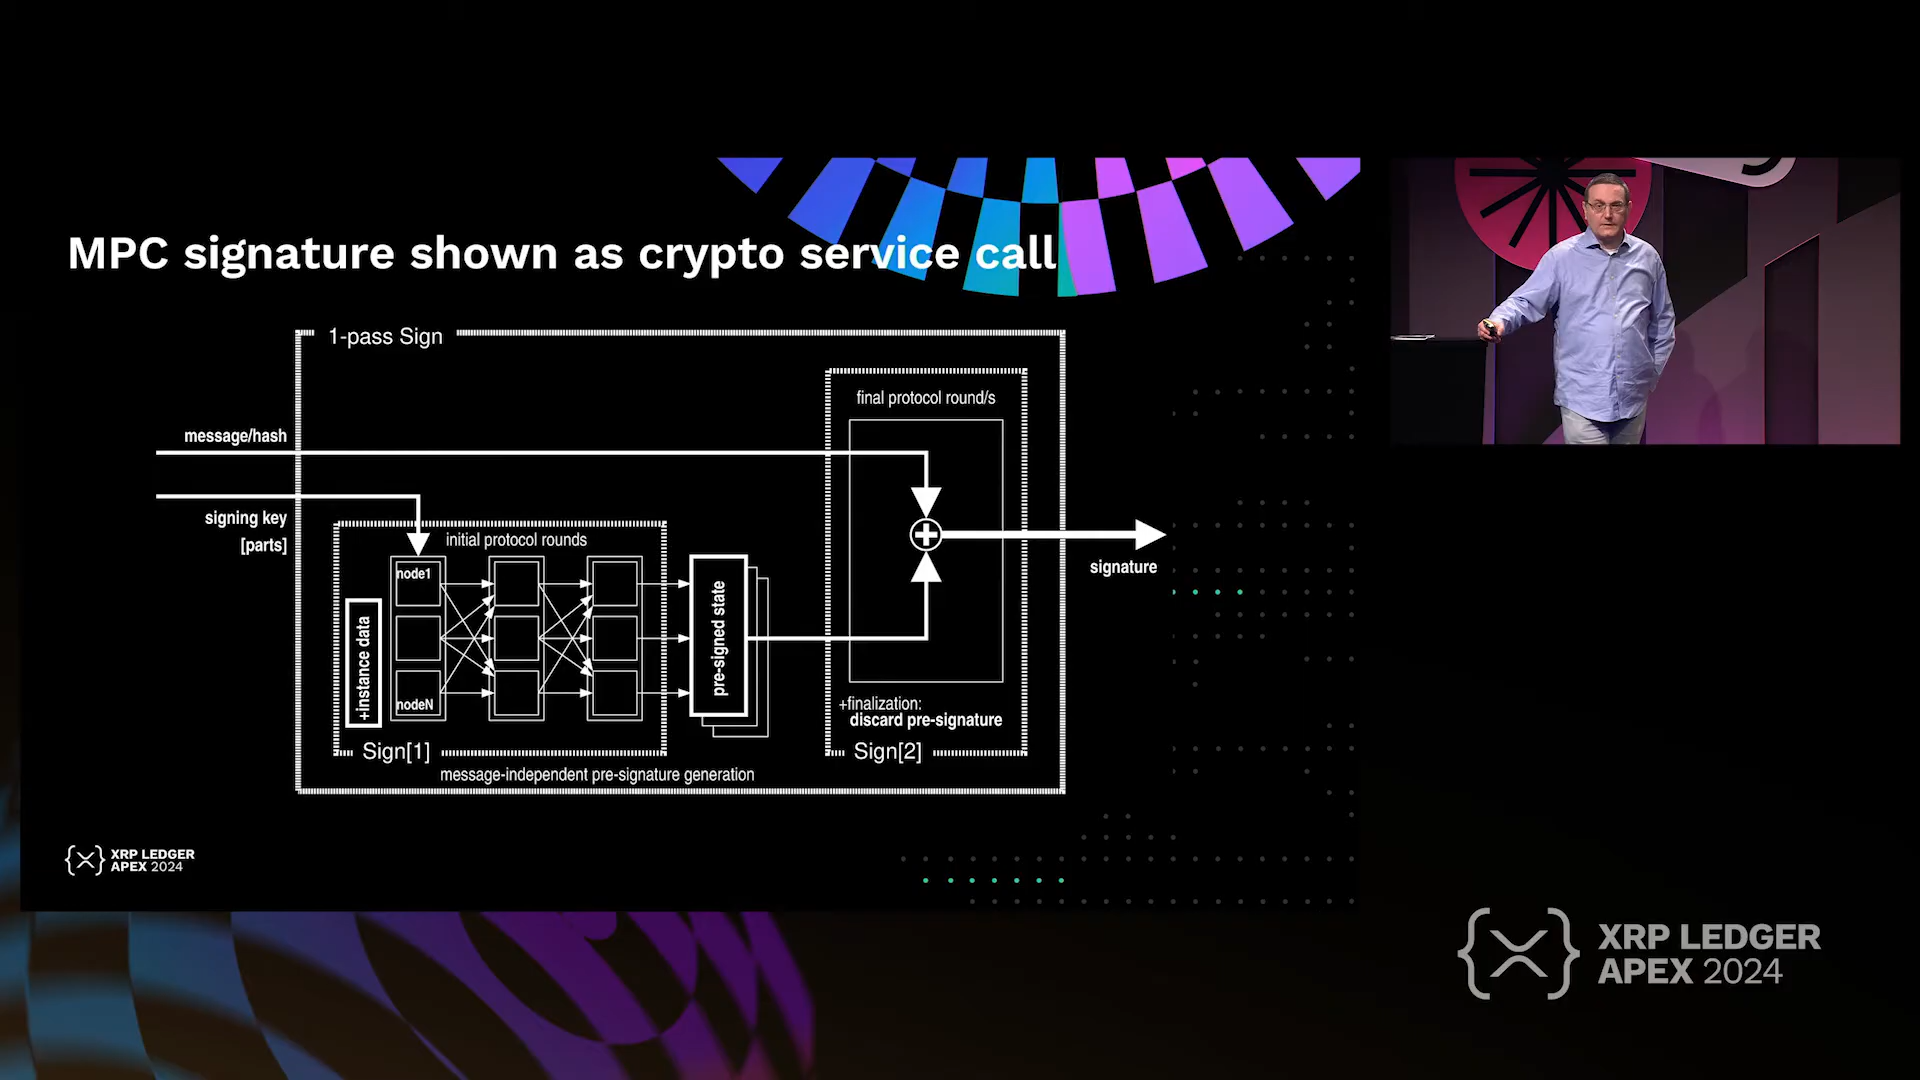 MPC signature shown as crypto service call
1-pass Sign
final protocol round/s
message/hash
signing key
[parts]
initial protocol rounds
node1
+instance data
nodeN
pre-signed state
signature
+finalization:
discard pre-signature
Sign[1]
Sign[2]
message-independent pre-signature generation
XRP LEDGER
APEX 2024
XRP LEDGER
APEX 2024